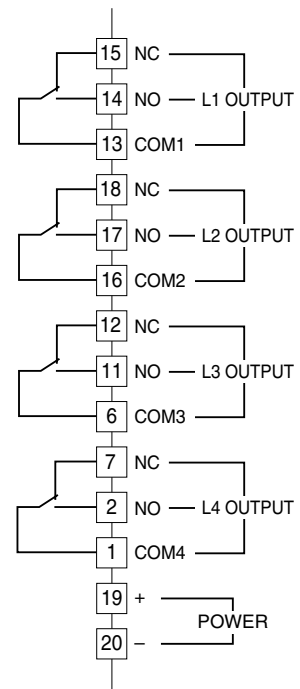 15 NC
14 NO L1 OUTPUT
13 COM1
18 NC
17 NO L2 OUTPUT
16 COM2
12 NC
11 NO L3 OUTPUT
6 COM3
7 NC
2 NO L4 OUTPUT
1 COM4
19 +
POWER
20 –